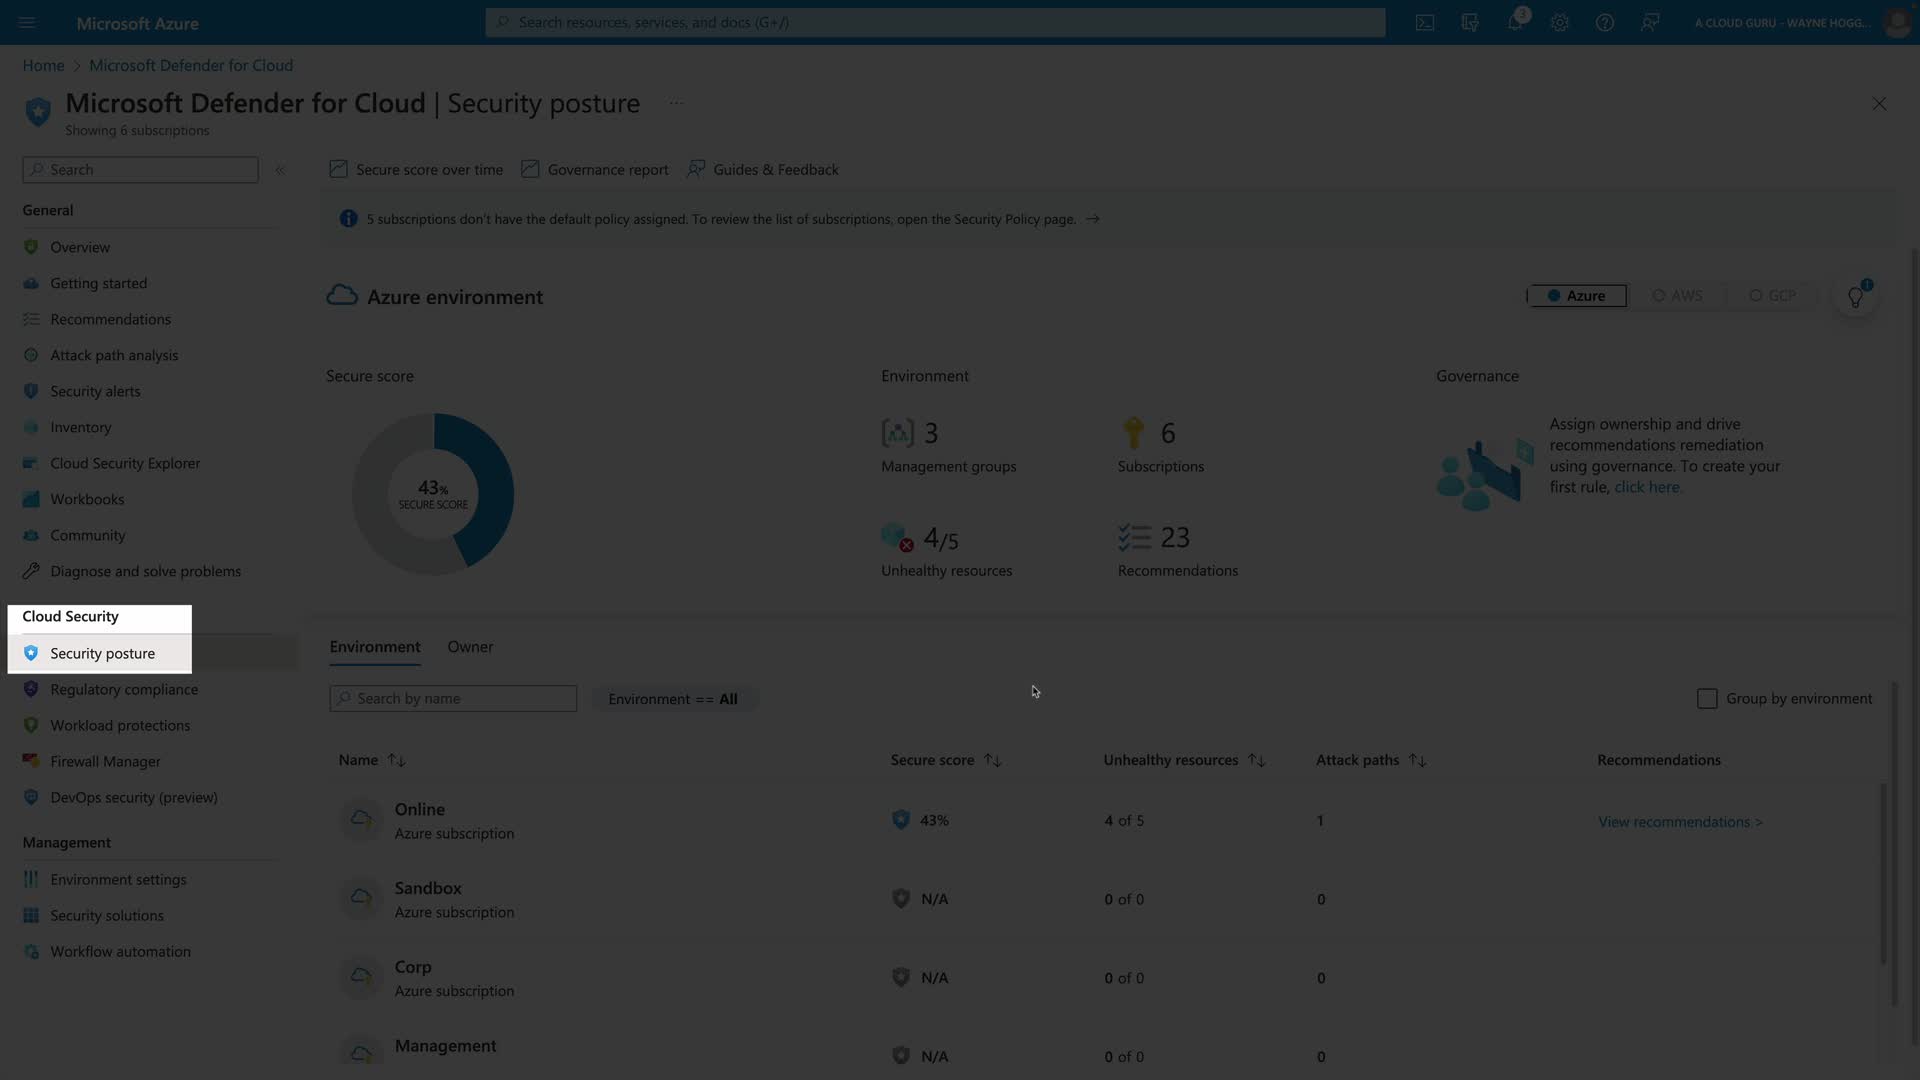 Microsoft Azure
Search resources, services, and docs (G+/)
3
A CLOUD GURU - WAYNE HOGG...
Home > Microsoft Defender for Cloud
Microsoft Defender for Cloud | Security posture ...
Showing 6 subscriptions
Search
«
Secure score over time
Governance report
Guides & Feedback
General
Overview
Getting started
Recommendations
Attack path analysis
Security alerts
Inventory
Cloud Security Explorer
Workbooks
Community
Diagnose and solve problems
Cloud Security
Security posture
Regulatory compliance
Workload protections
Firewall Manager
DevOps security (preview)
Management
Environment settings
Security solutions
Workflow automation
5 subscriptions don't have the default policy assigned. To review the list of subscriptions, open the Security Policy page. →
Azure environment
Azure
AWS
GCP
1
Secure score
43%
SECURE SCORE
Environment
3
Management groups
6
Subscriptions
4/5
Unhealthy resources
23
Recommendations
Governance
Assign ownership and drive
recommendations remediation
using governance. To create your
first rule, click here.
Environment
Owner
Search by name
Environment == All
Group by environment
Name ↑↓ Secure score ↑↓ Unhealthy resources ↑↓ Attack paths ↑↓ Recommendations
Online
Azure subscription
43%
4 of 5
1
View recommendations >
Sandbox
Azure subscription
N/A
0 of 0
0
Corp
Azure subscription
N/A
0 of 0
0
Management
N/A
0 of 0
0